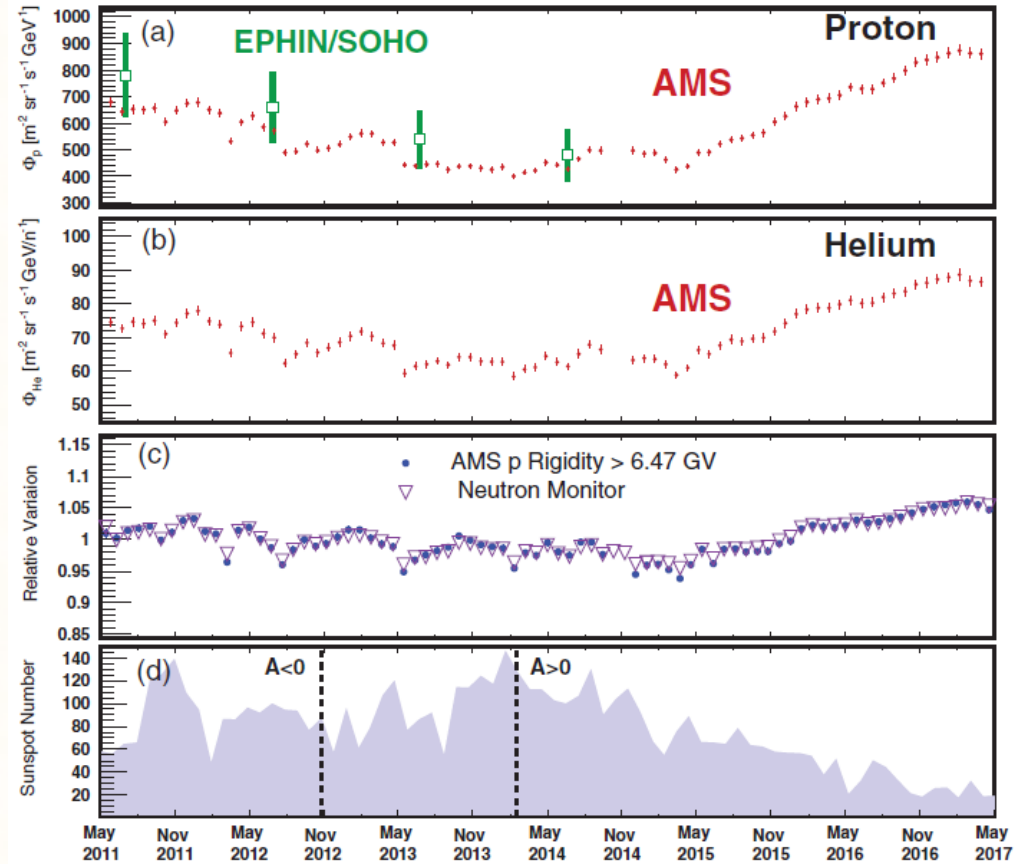 (a)
EPHIN/SOHO
Proton
AMS
Φp [m-2 sr-1 s-1 GeV-1]
1000
900
800
700
600
500
400
300
(b)
Helium
AMS
ΦHe [m-2 sr-1 s-1 GeV/n-1]
100
90
80
70
60
50
(c)
AMS p Rigidity > 6.47 GV
Neutron Monitor
Relative Variaion
1.15
1.1
1.05
1
0.95
0.9
0.85
(d)
A<0
A>0
Sunspot Number
140
120
100
80
60
40
20
May Nov May Nov May Nov May Nov May Nov May Nov May
2011 2011 2012 2012 2013 2013 2014 2014 2015 2015 2016 2016 2017